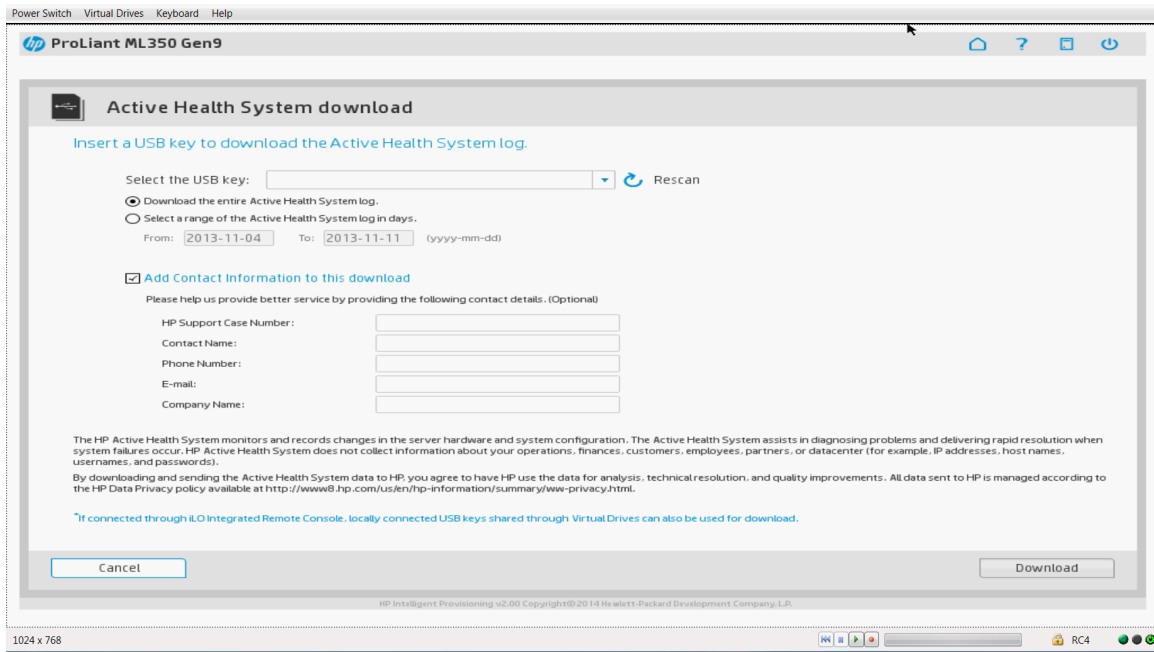 Power Switch Virtual Drives Keyboard Help
hp ProLiant ML350 Gen9 ?
Active Health System download
Insert a USB key to download the Active Health System log.
Select the USB key: Rescan
Download the entire Active Health System log.
Select a range of the Active Health System log in days.
From: 2013-11-04 To: 2013-11-11 (yyyy-mm-dd)
Add Contact Information to this download
Please help us provide better service by providing the following contact details. (Optional)
HP Support Case Number:
Contact Name:
Phone Number:
E-mail:
Company Name:
The HP Active Health System monitors and records changes in the server hardware and system configuration. The Active Health System assists in diagnosing problems and delivering rapid resolution when
system failures occur. HP Active Health System does not collect information about your operations, finances, customers, employees, partners, or datacenter (for example, IP addresses, host names,
usernames, and passwords).
By downloading and sending the Active Health System data to HP, you agree to have HP use the data for analysis, technical resolution, and quality improvements. All data sent to HP is managed according to
the HP Data Privacy policy available at http://www8.hp.com/us/en/hp-information/summary/ww-privacy.html.
*If connected through iLO Integrated Remote Console, locally connected USB keys shared through Virtual Drives can also be used for download.
Cancel Download
HP Intelligent Provisioning v2.00 Copyright©2014 Hewlett-Packard Development Company, L.P.
1024 x 768 RC4